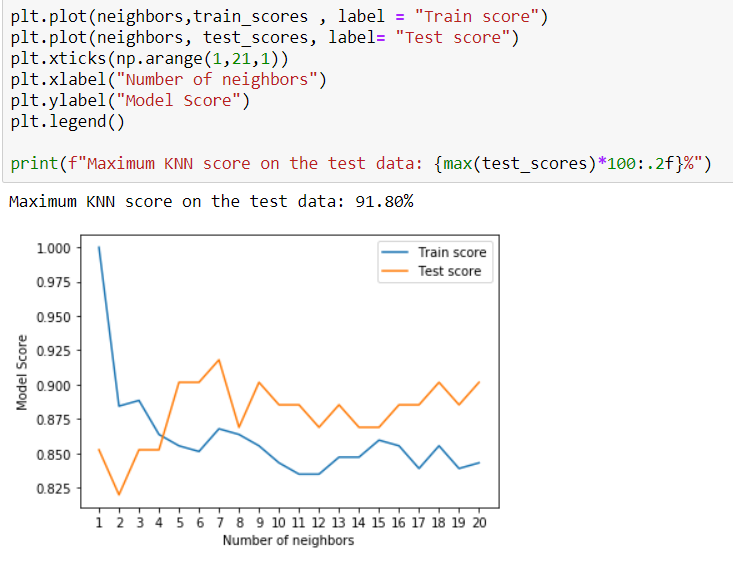 plt.plot(neighbors,train_scores , label = "Train score")
plt.plot(neighbors, test_scores, label= "Test score")
plt.xticks(np.arange(1,21,1))
plt.xlabel("Number of neighbors")
plt.ylabel("Model Score")
plt.legend()
print(f"Maximum KNN score on the test data: {max(test_scores)*100:.2f}%")
Maximum KNN score on the test data: 91.80%
Train score
Test score
1.000
0.975
0.950
0.925
0.900
0.875
0.850
0.825
Model Score
1 2 3 4 5 6 7 8 9 10 11 12 13 14 15 16 17 18 19 20
Number of neighbors